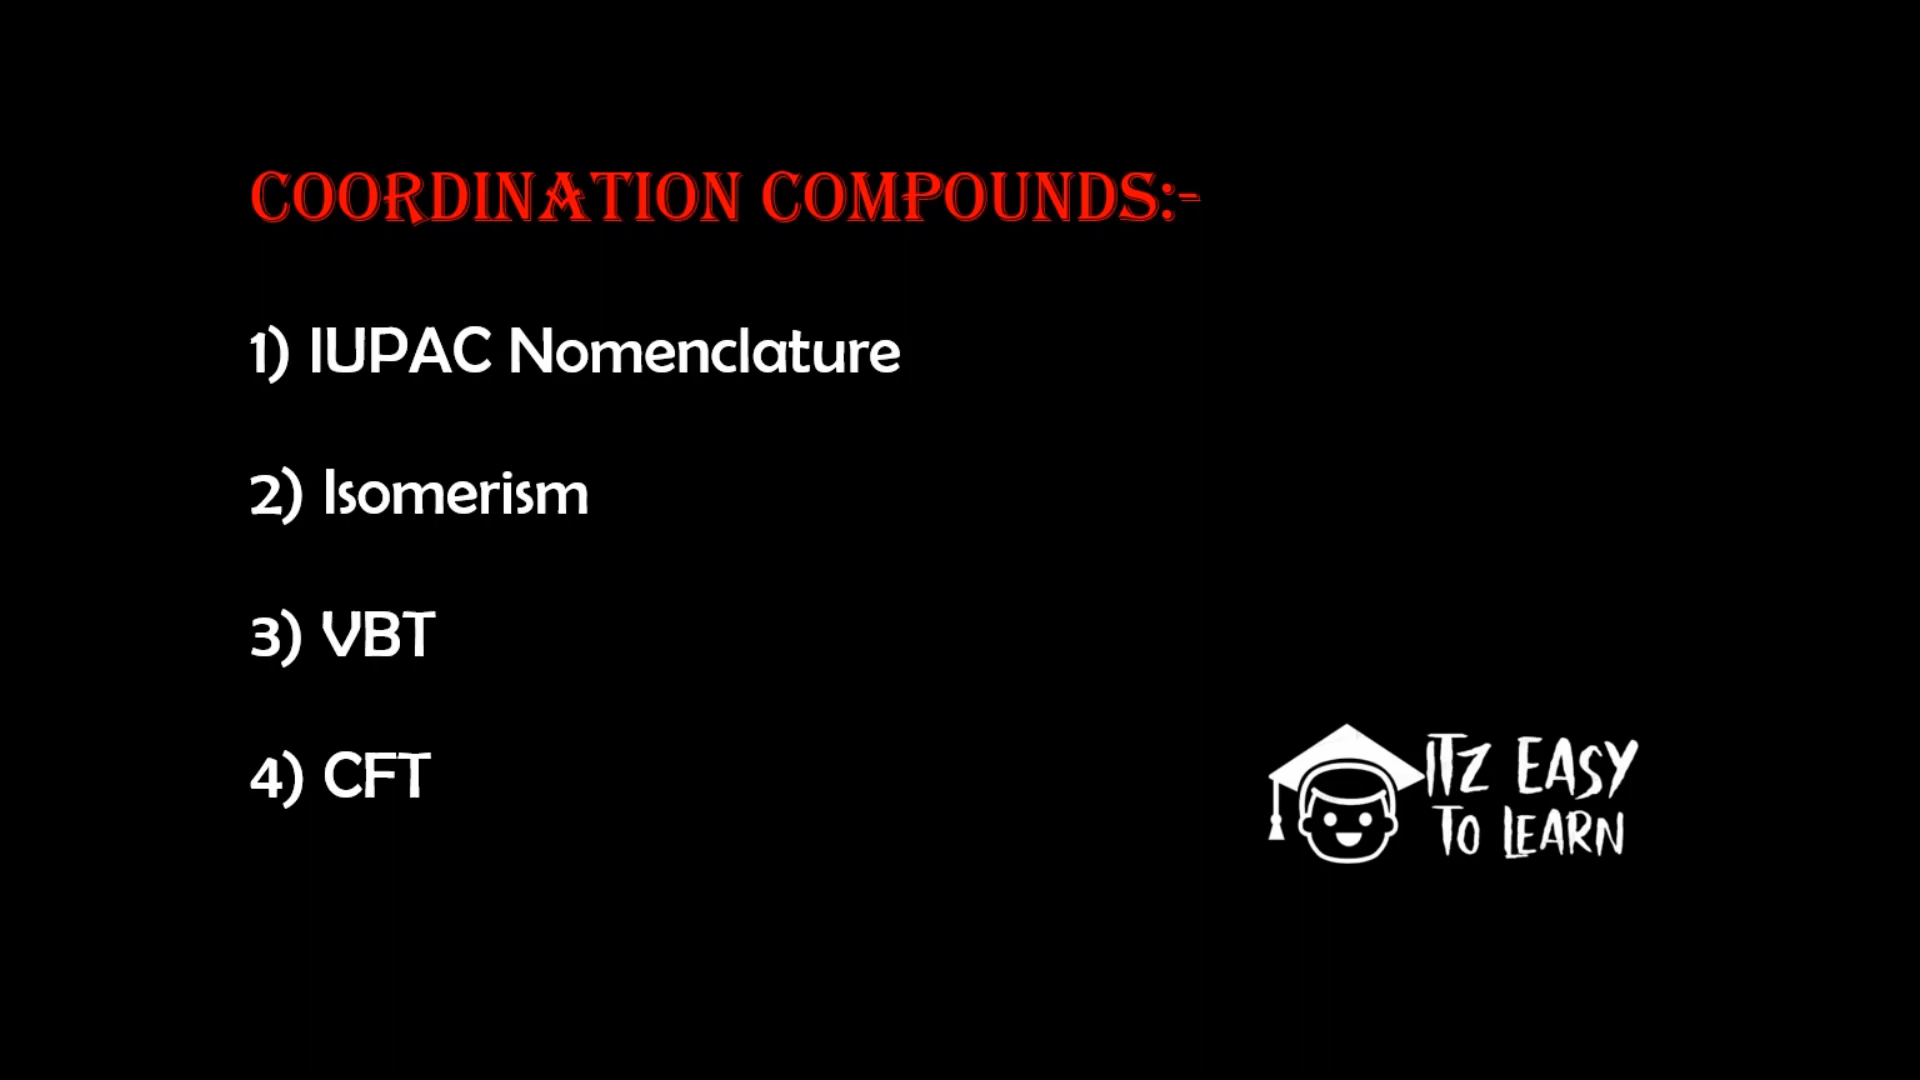 COORDINATION COMPOUNDS:-
1) IUPAC Nomenclature
2) Isomerism
3) VBT
4) CFT
ITZ EASY
TO LEARN